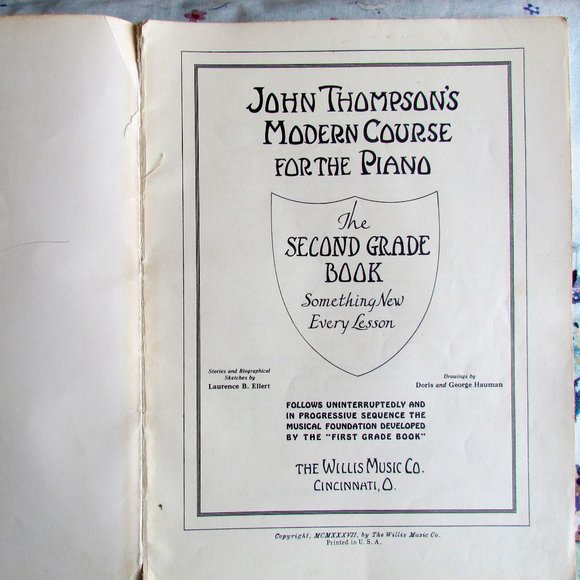 JOHN THOMPSON'S
MODERN COURSE
FOR THE PIANO
The
SECOND GRADE
BOOK
Something New
Every Lesson
Stories and Biographical
Sketches by
Laurence B. Ellert
Drawings by
Doris and George Hauman
FOLLOWS UNINTERRUPTEDLY AND
IN PROGRESSIVE SEQUENCE THE
MUSICAL FOUNDATION DEVELOPED
BY THE "FIRST GRADE BOOK"
THE WILLIS MUSIC CO.
CINCINNATI, O.
Copyright, MCMXXXVII, by The Willis Music Co.
Printed in U. S. A.